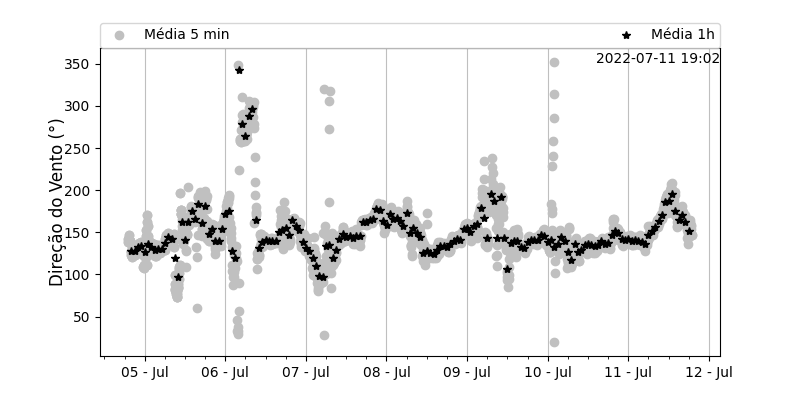 Média 5 min
Média 1h
2022-07-11 19:02
Direção do Vento (°)
350
300
250
200
150
100
50
05 - Jul
06 - Jul
07 - Jul
08 - Jul
09 - Jul
10 - Jul
11 - Jul
12 - Jul